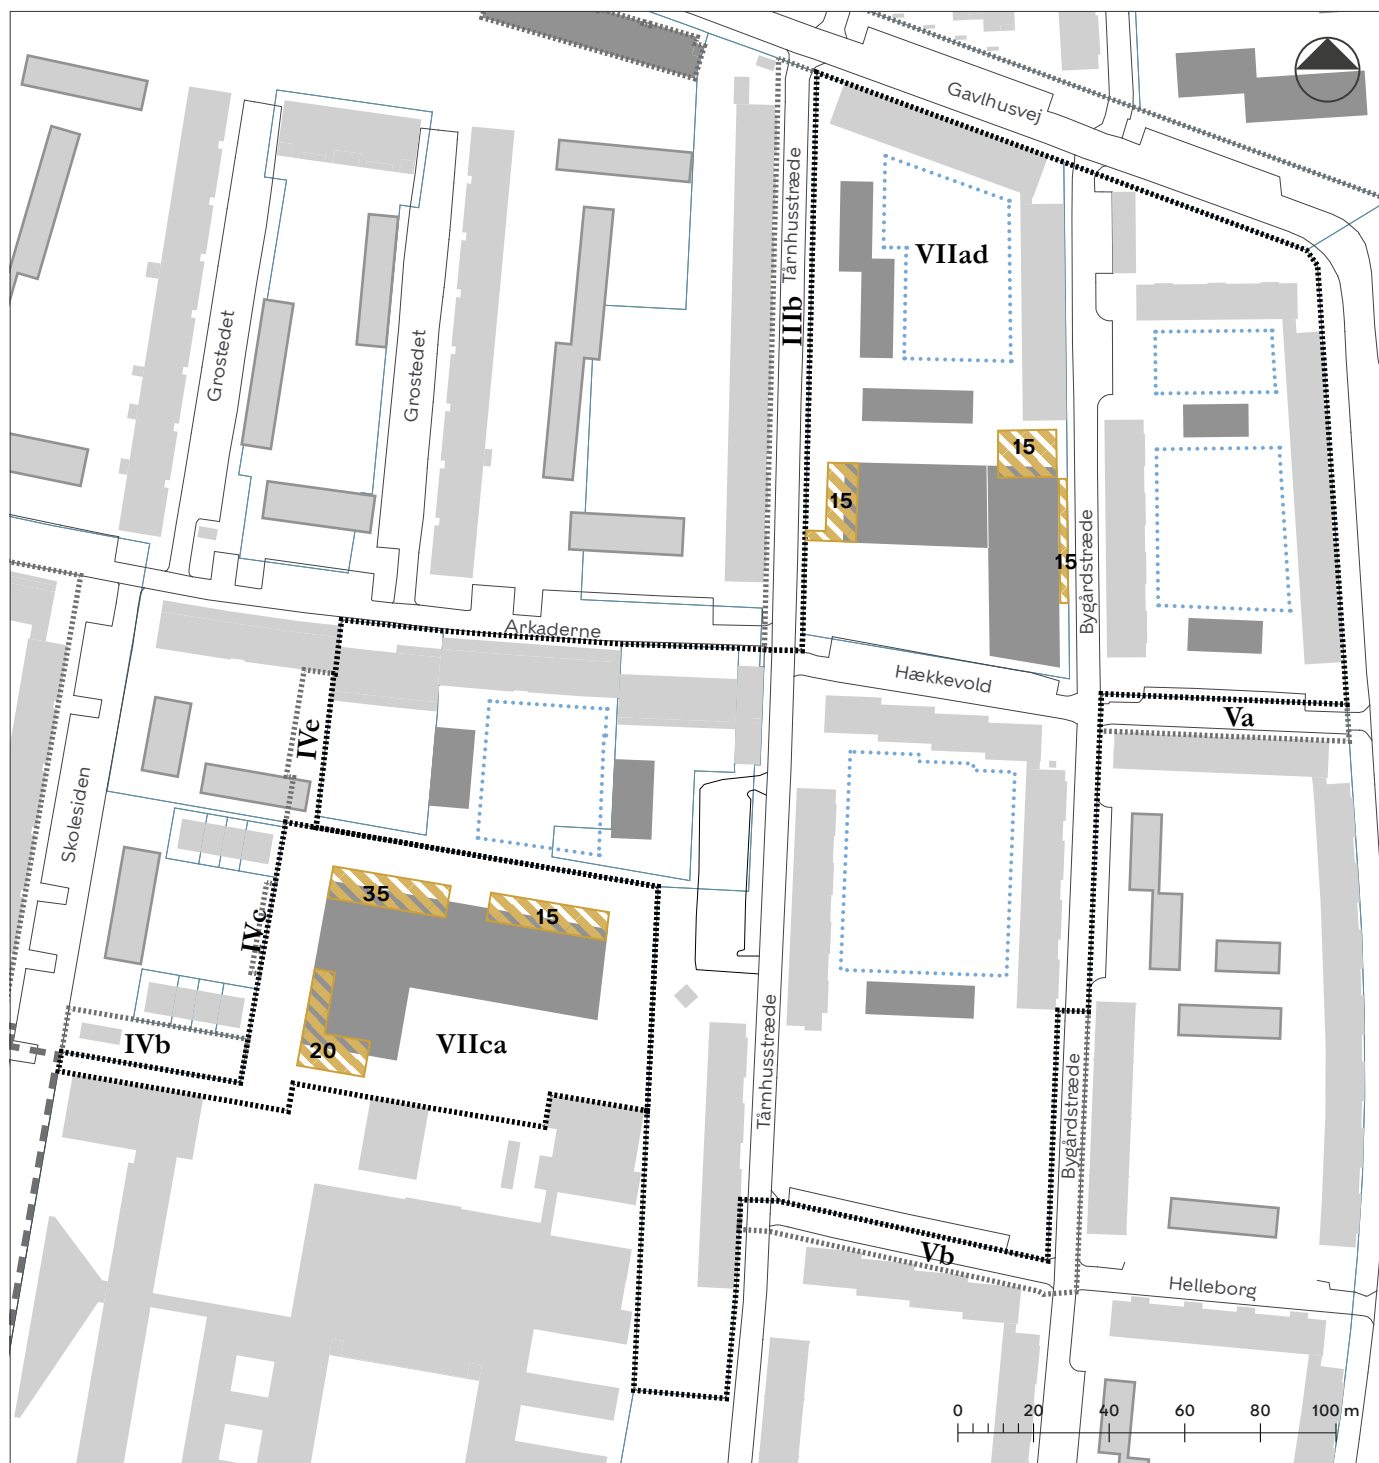 Gavlhusvej
Tårnhusstræde
IIIb
VIIad
Grostedet
Grostedet
15
15
15
Bygårdstræde
Arkaderne
Hækkevold
Va
IVe
Skolesiden
35
15
IVc
20
VIIca
IVb
Tårnhusstræde
Bygårdstræde
Vb
Helleborg
0 20 40 60 80 100 m